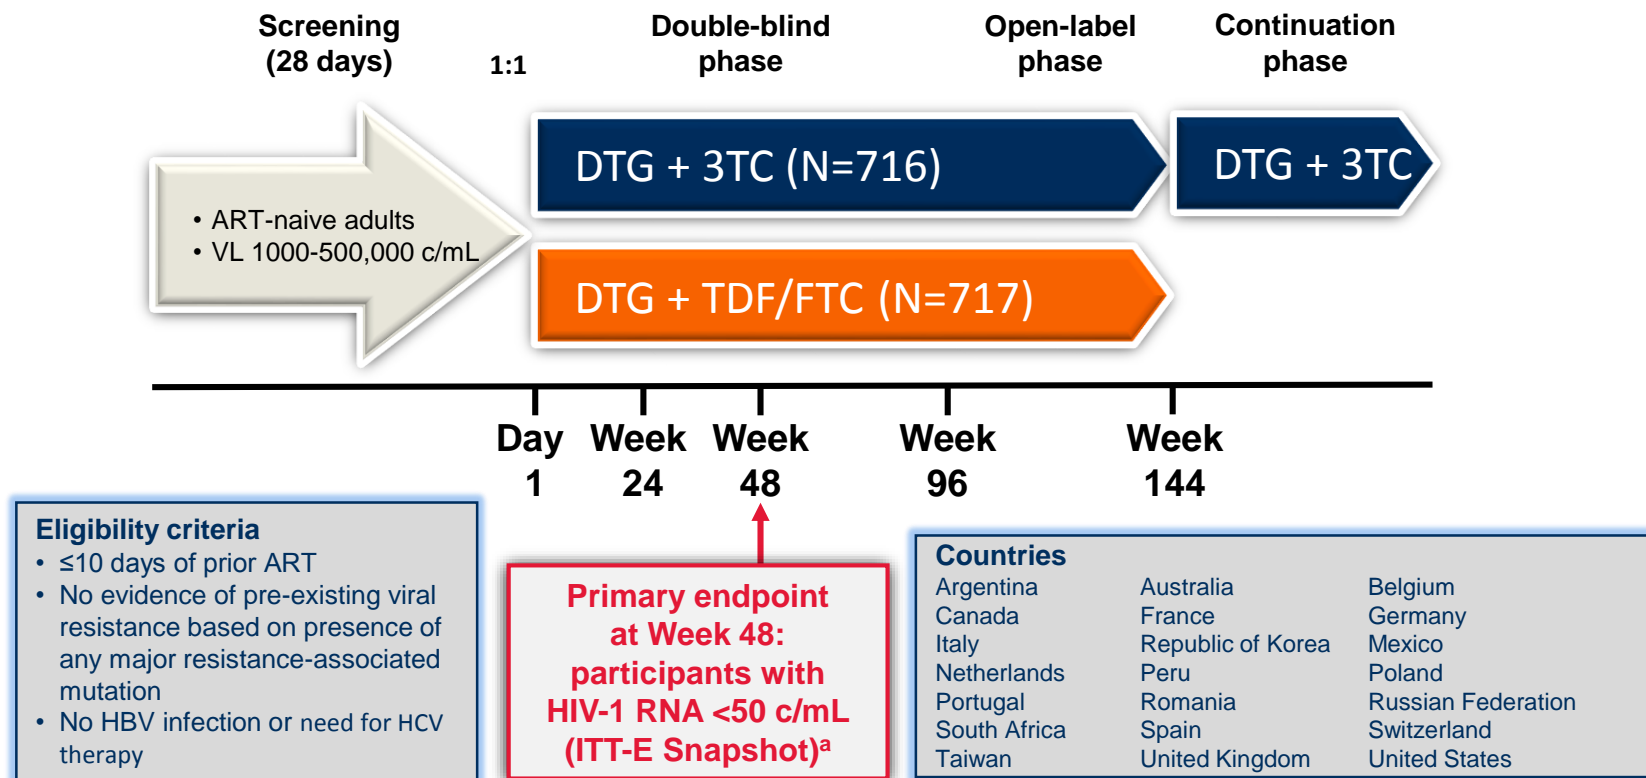 Screening
(28 days)
1:1
Double-blind
phase
Open-label
phase
Continuation
phase
• ART-naive adults
• VL 1000-500,000 c/mL
DTG + 3TC (N=716)
DTG + 3TC
DTG + TDF/FTC (N=717)
Day
1
Week
24
Week
48
Week
96
Week
144
Eligibility criteria
• ≤10 days of prior ART
• No evidence of pre-existing viral
resistance based on presence of
any major resistance-associated
mutation
• No HBV infection or need for HCV
therapy
Primary endpoint
at Week 48:
participants with
HIV-1 RNA <50 c/mL
(ITT-E Snapshot)ᵃ
Countries
Argentina Australia Belgium
Canada France Germany
Italy Republic of Korea Mexico
Netherlands Peru Poland
Portugal Romania Russian Federation
South Africa Spain Switzerland
Taiwan United Kingdom United States